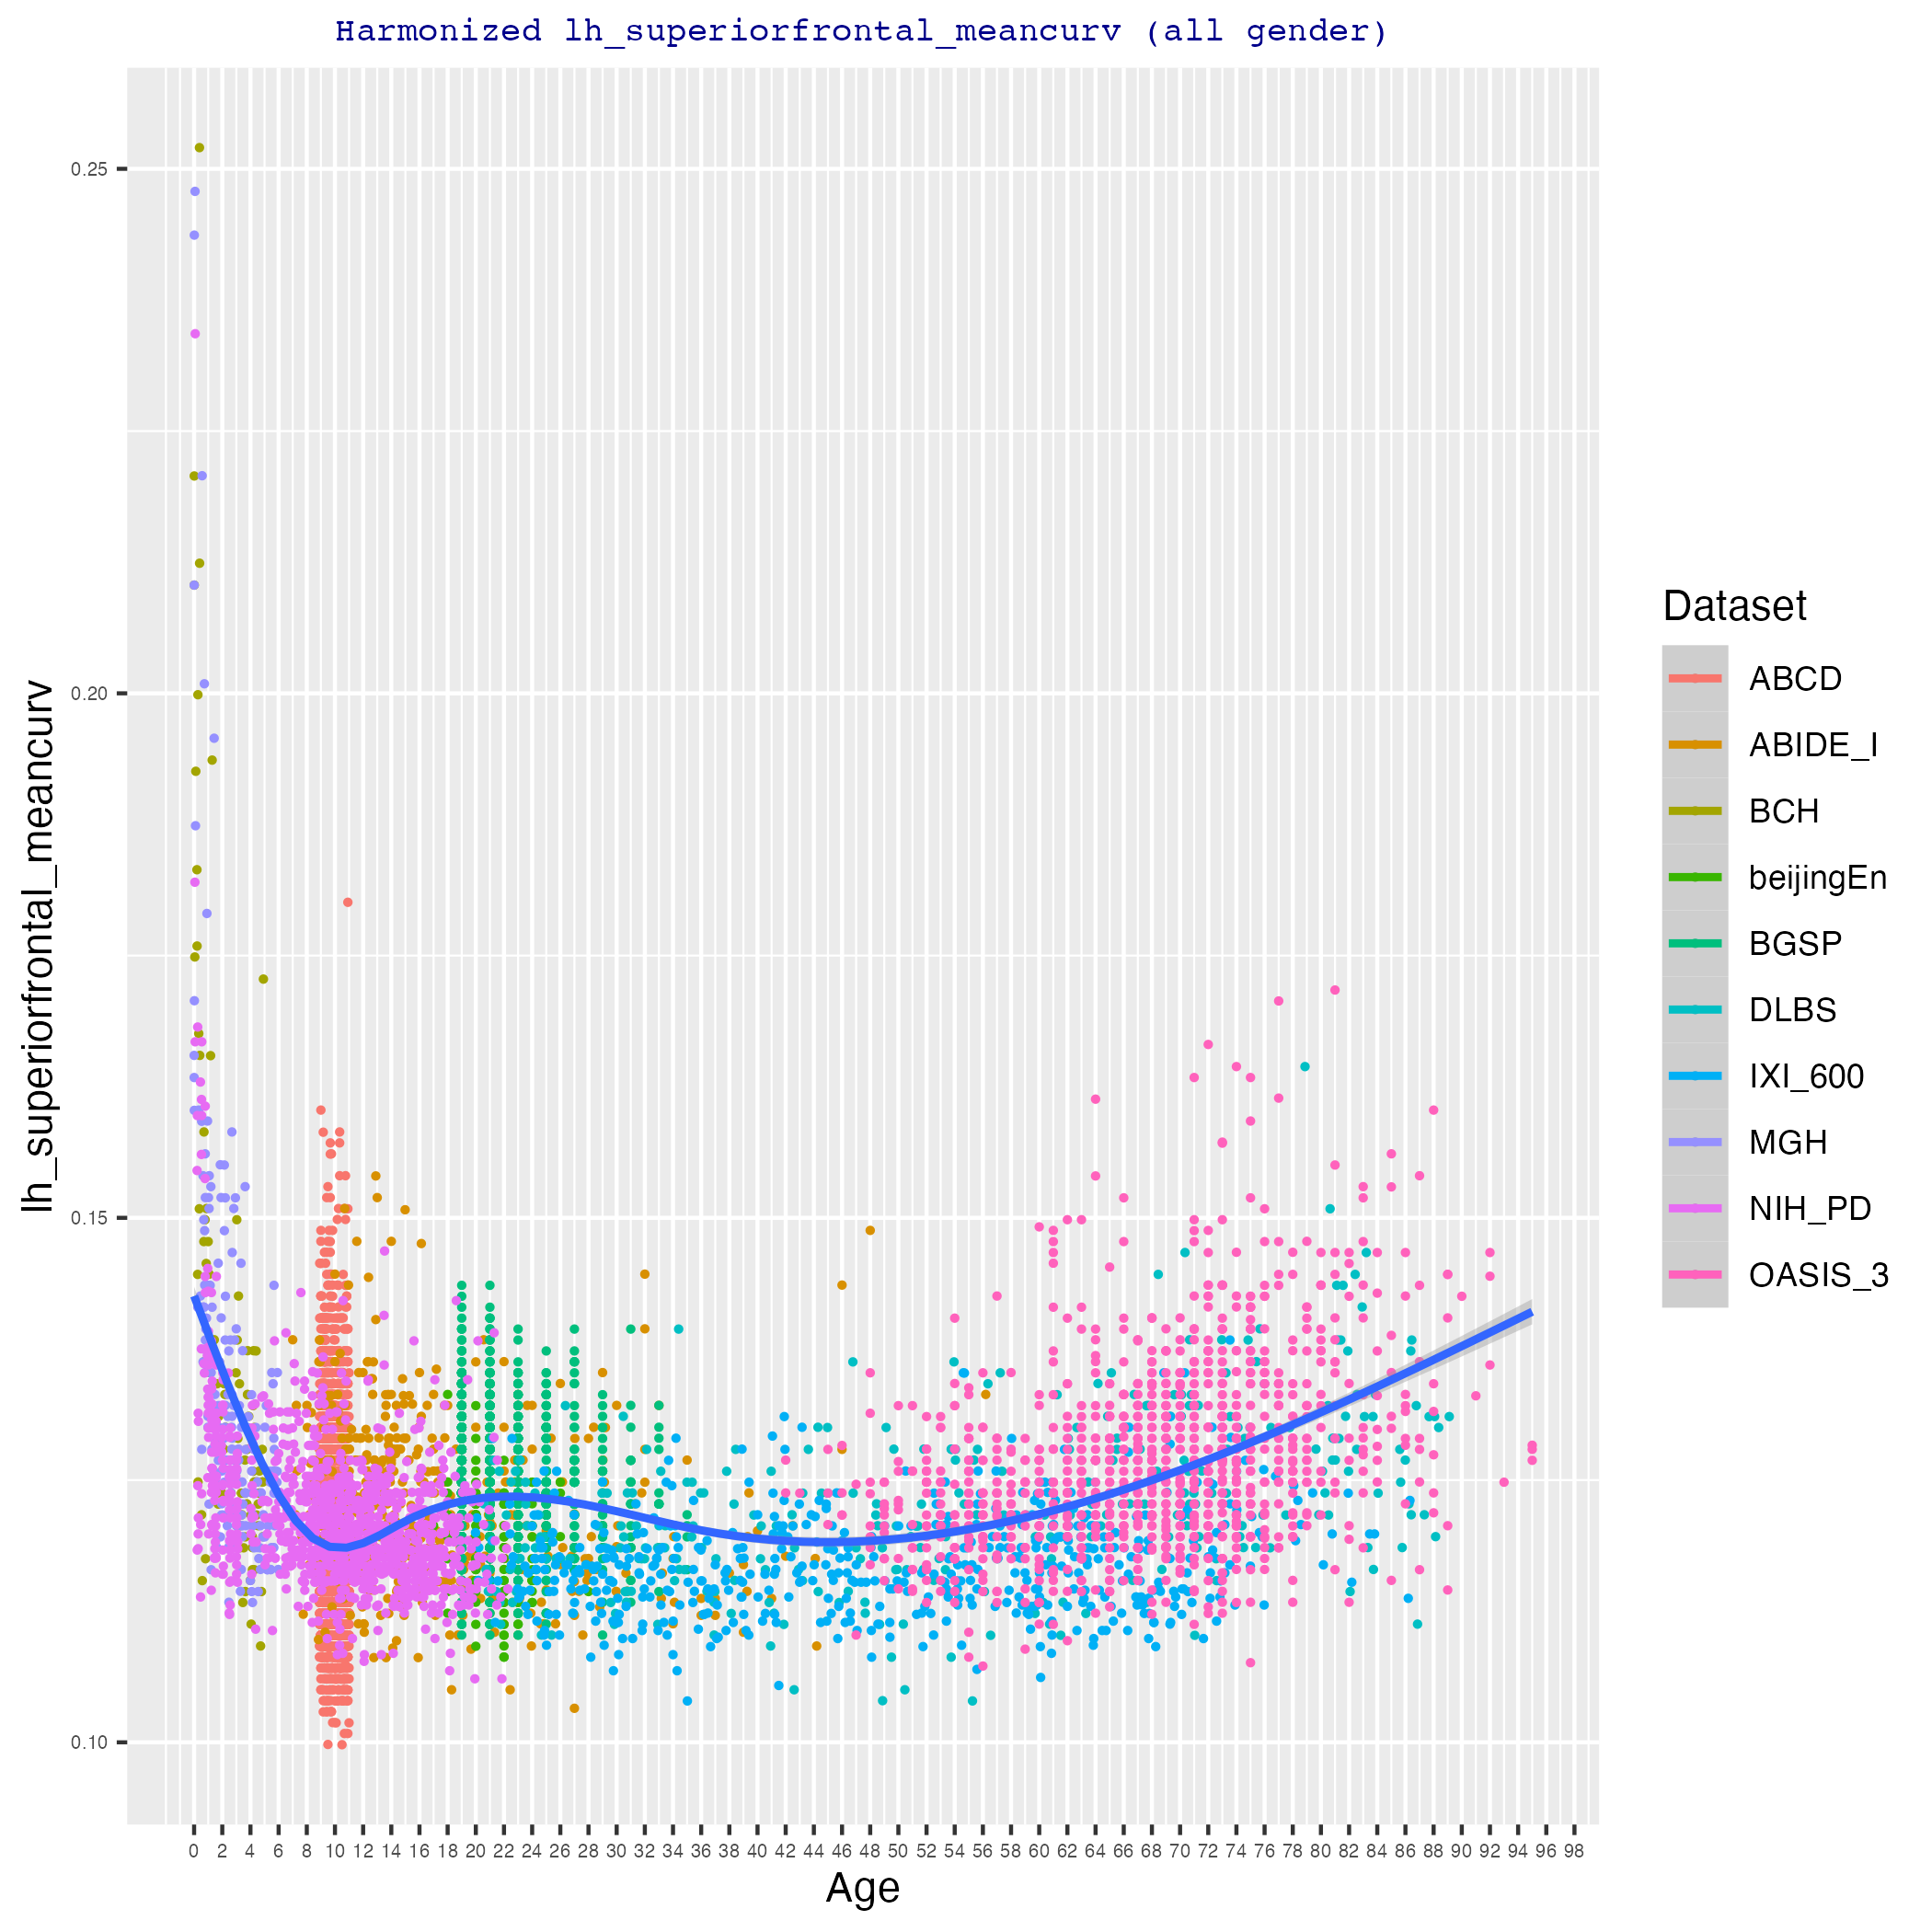 Harmonized lh_superiorfrontal_meancurv (all gender)
0.25
0.20
0.15
0.10
lh_superiorfrontal_meancurv
0 2 4 6 8 10 12 14 16 18 20 22 24 26 28 30 32 34 36 38 40 42 44 46 48 50 52 54 56 58 60 62 64 66 68 70 72 74 76 78 80 82 84 86 88 90 92 94 96 98
Age
Dataset
ABCD
ABIDE_I
BCH
beijingEn
BGSP
DLBS
IXI_600
MGH
NIH_PD
OASIS_3